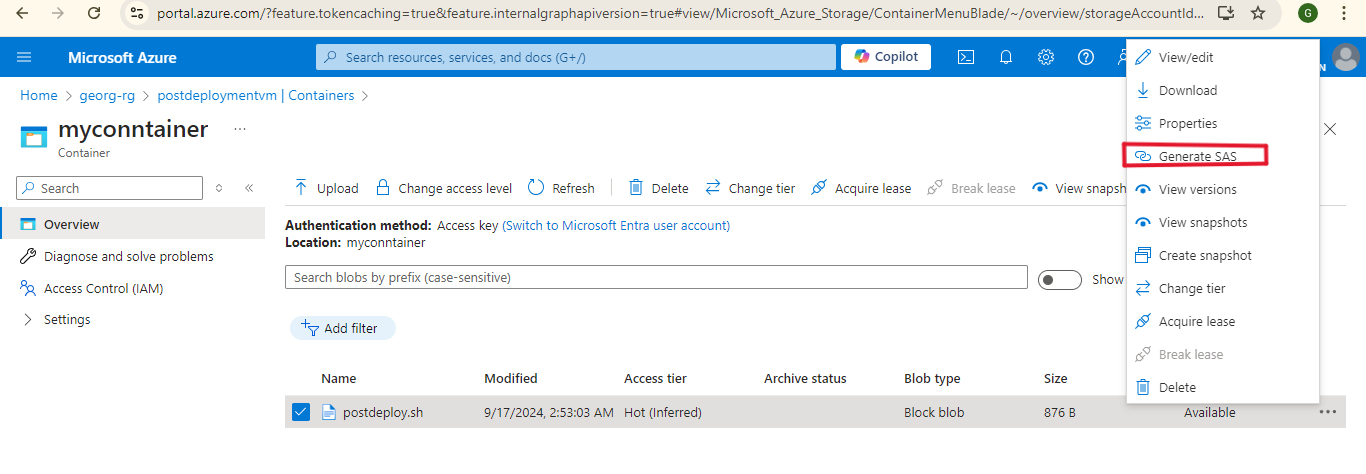 portal.azure.com/?feature.tokencaching=true&feature.internalgraphapiversion=true#view/Microsoft_Azure_Storage/ContainerMenuBlade/~/overview/storageAccountId...
G
Microsoft Azure
Search resources, services, and docs (G+/)
Copilot
N
Home > georg-rg > postdeploymentvm | Containers >
myconntainer ...
Container
Search
Overview
Diagnose and solve problems
Access Control (IAM)
Settings
Upload Change access level Refresh Delete Change tier Acquire lease Break lease View snapsh
Authentication method: Access key (Switch to Microsoft Entra user account)
Location: myconntainer
Search blobs by prefix (case-sensitive)
Show
Add filter
Name Modified Access tier Archive status Blob type Size
postdeploy.sh 9/17/2024, 2:53:03 AM Hot (Inferred) Block blob 876 B Available
View/edit
Download
Properties
Generate SAS
View versions
View snapshots
Create snapshot
Change tier
Acquire lease
Break lease
Delete